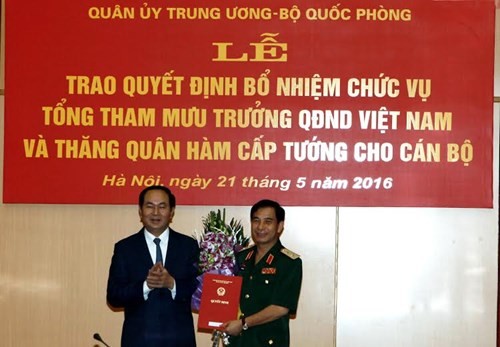 QUÂN ỦY TRUNG ƯƠNG-BỘ QUỐC PHÒNG
LỄ
TRAO QUYẾT ĐỊNH BỔ NHIỆM CHỨC VỤ
TỔNG THAM MƯU TRƯỞNG QĐND VIỆT NAM
VÀ THĂNG QUÂN HÀM CẤP TƯỚNG CHO CÁN BỘ
Hà Nội, ngày 21 tháng 5 năm 2016
QUYẾT ĐỊNH